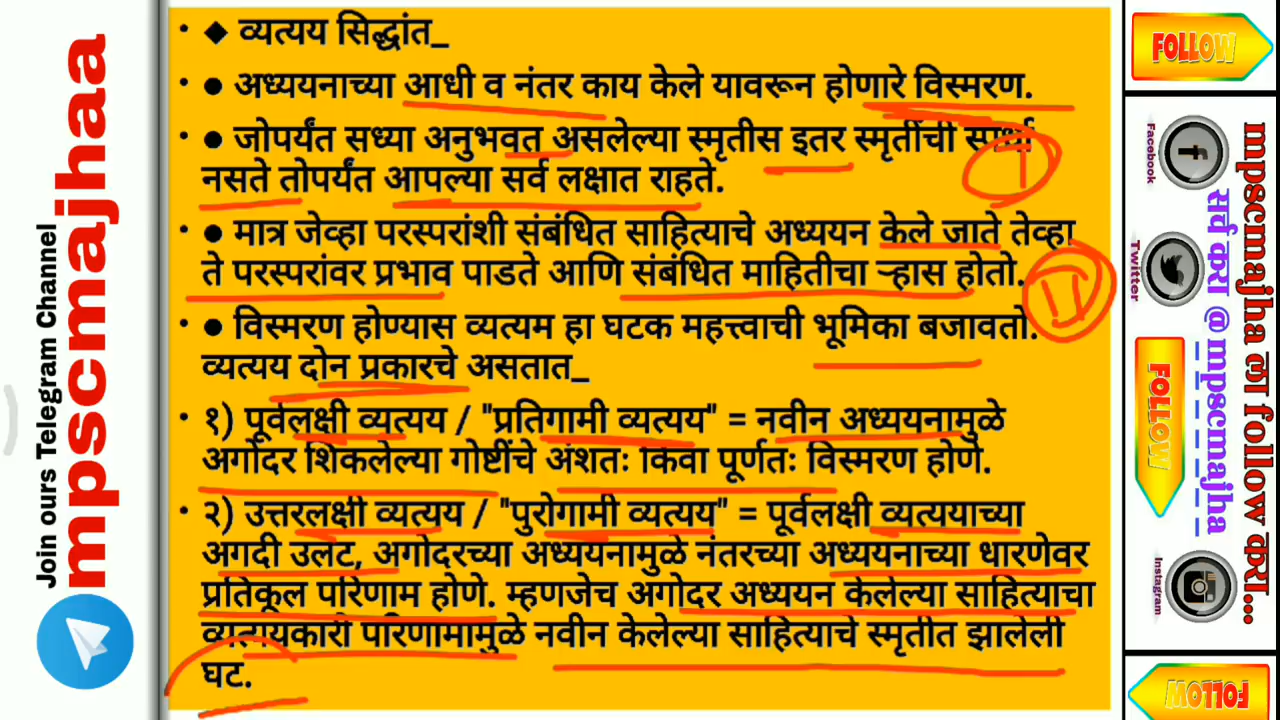 Join ours Telegram Channel
mpscmajhaa
◆ व्यत्यय सिद्धांत_
● अध्ययनाच्या आधी व नंतर काय केले यावरून होणारे विस्मरण.
● जोपर्यंत सध्या अनुभवत असलेल्या स्मृतीस इतर स्मृतींची स्पर्धा
नसते तोपर्यंत आपल्या सर्व लक्षात राहते.
● मात्र जेव्हा परस्परांशी संबंधित साहित्याचे अध्ययन केले जाते तेव्हा
ते परस्परांवर प्रभाव पाडते आणि संबंधित माहितीचा ऱ्हास होतो.
● विस्मरण होण्यास व्यत्यम हा घटक महत्त्वाची भूमिका बजावतो.
व्यत्यय दोन प्रकारचे असतात_
१) पूर्वलक्षी व्यत्यय / "प्रतिगामी व्यत्यय" = नवीन अध्ययनामुळे
अगोदर शिकलेल्या गोष्टींचे अंशतः किंवा पूर्णतः विस्मरण होणे.
२) उत्तरलक्षी व्यत्यय / "पुरोगामी व्यत्यय" = पूर्वलक्षी व्यत्ययाच्या
अगदी उलट, अगोदरच्या अध्ययनामुळे नंतरच्या अध्ययनाच्या धारणेवर
प्रतिकूल परिणाम होणे. म्हणजेच अगोदर अध्ययन केलेल्या साहित्याचा
व्यत्ययकारी परिणामामुळे नवीन केलेल्या साहित्याचे स्मृतीत झालेली
घट.
I
II
FOLLOW
Facebook
Twitter
FOLLOW
Instagram
FOLLOW
सर्च करा @ mpscmajha
mpscmajhaa ला follow करा...